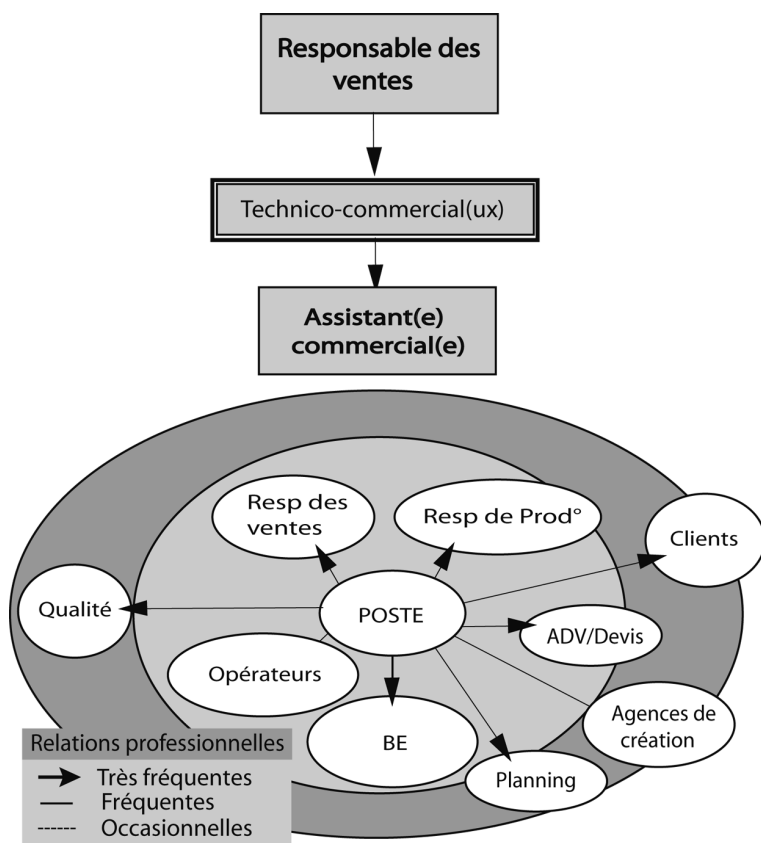 Responsable des
ventes
Technico-commercial(ux)
Assistant(e)
commercial(e)
Resp des
ventes
Resp de Prod°
Clients
Qualité
POSTE
ADV/Devis
Opérateurs
BE
Agences de
création
Planning
Relations professionnelles
Très fréquentes
Fréquentes
Occasionnelles